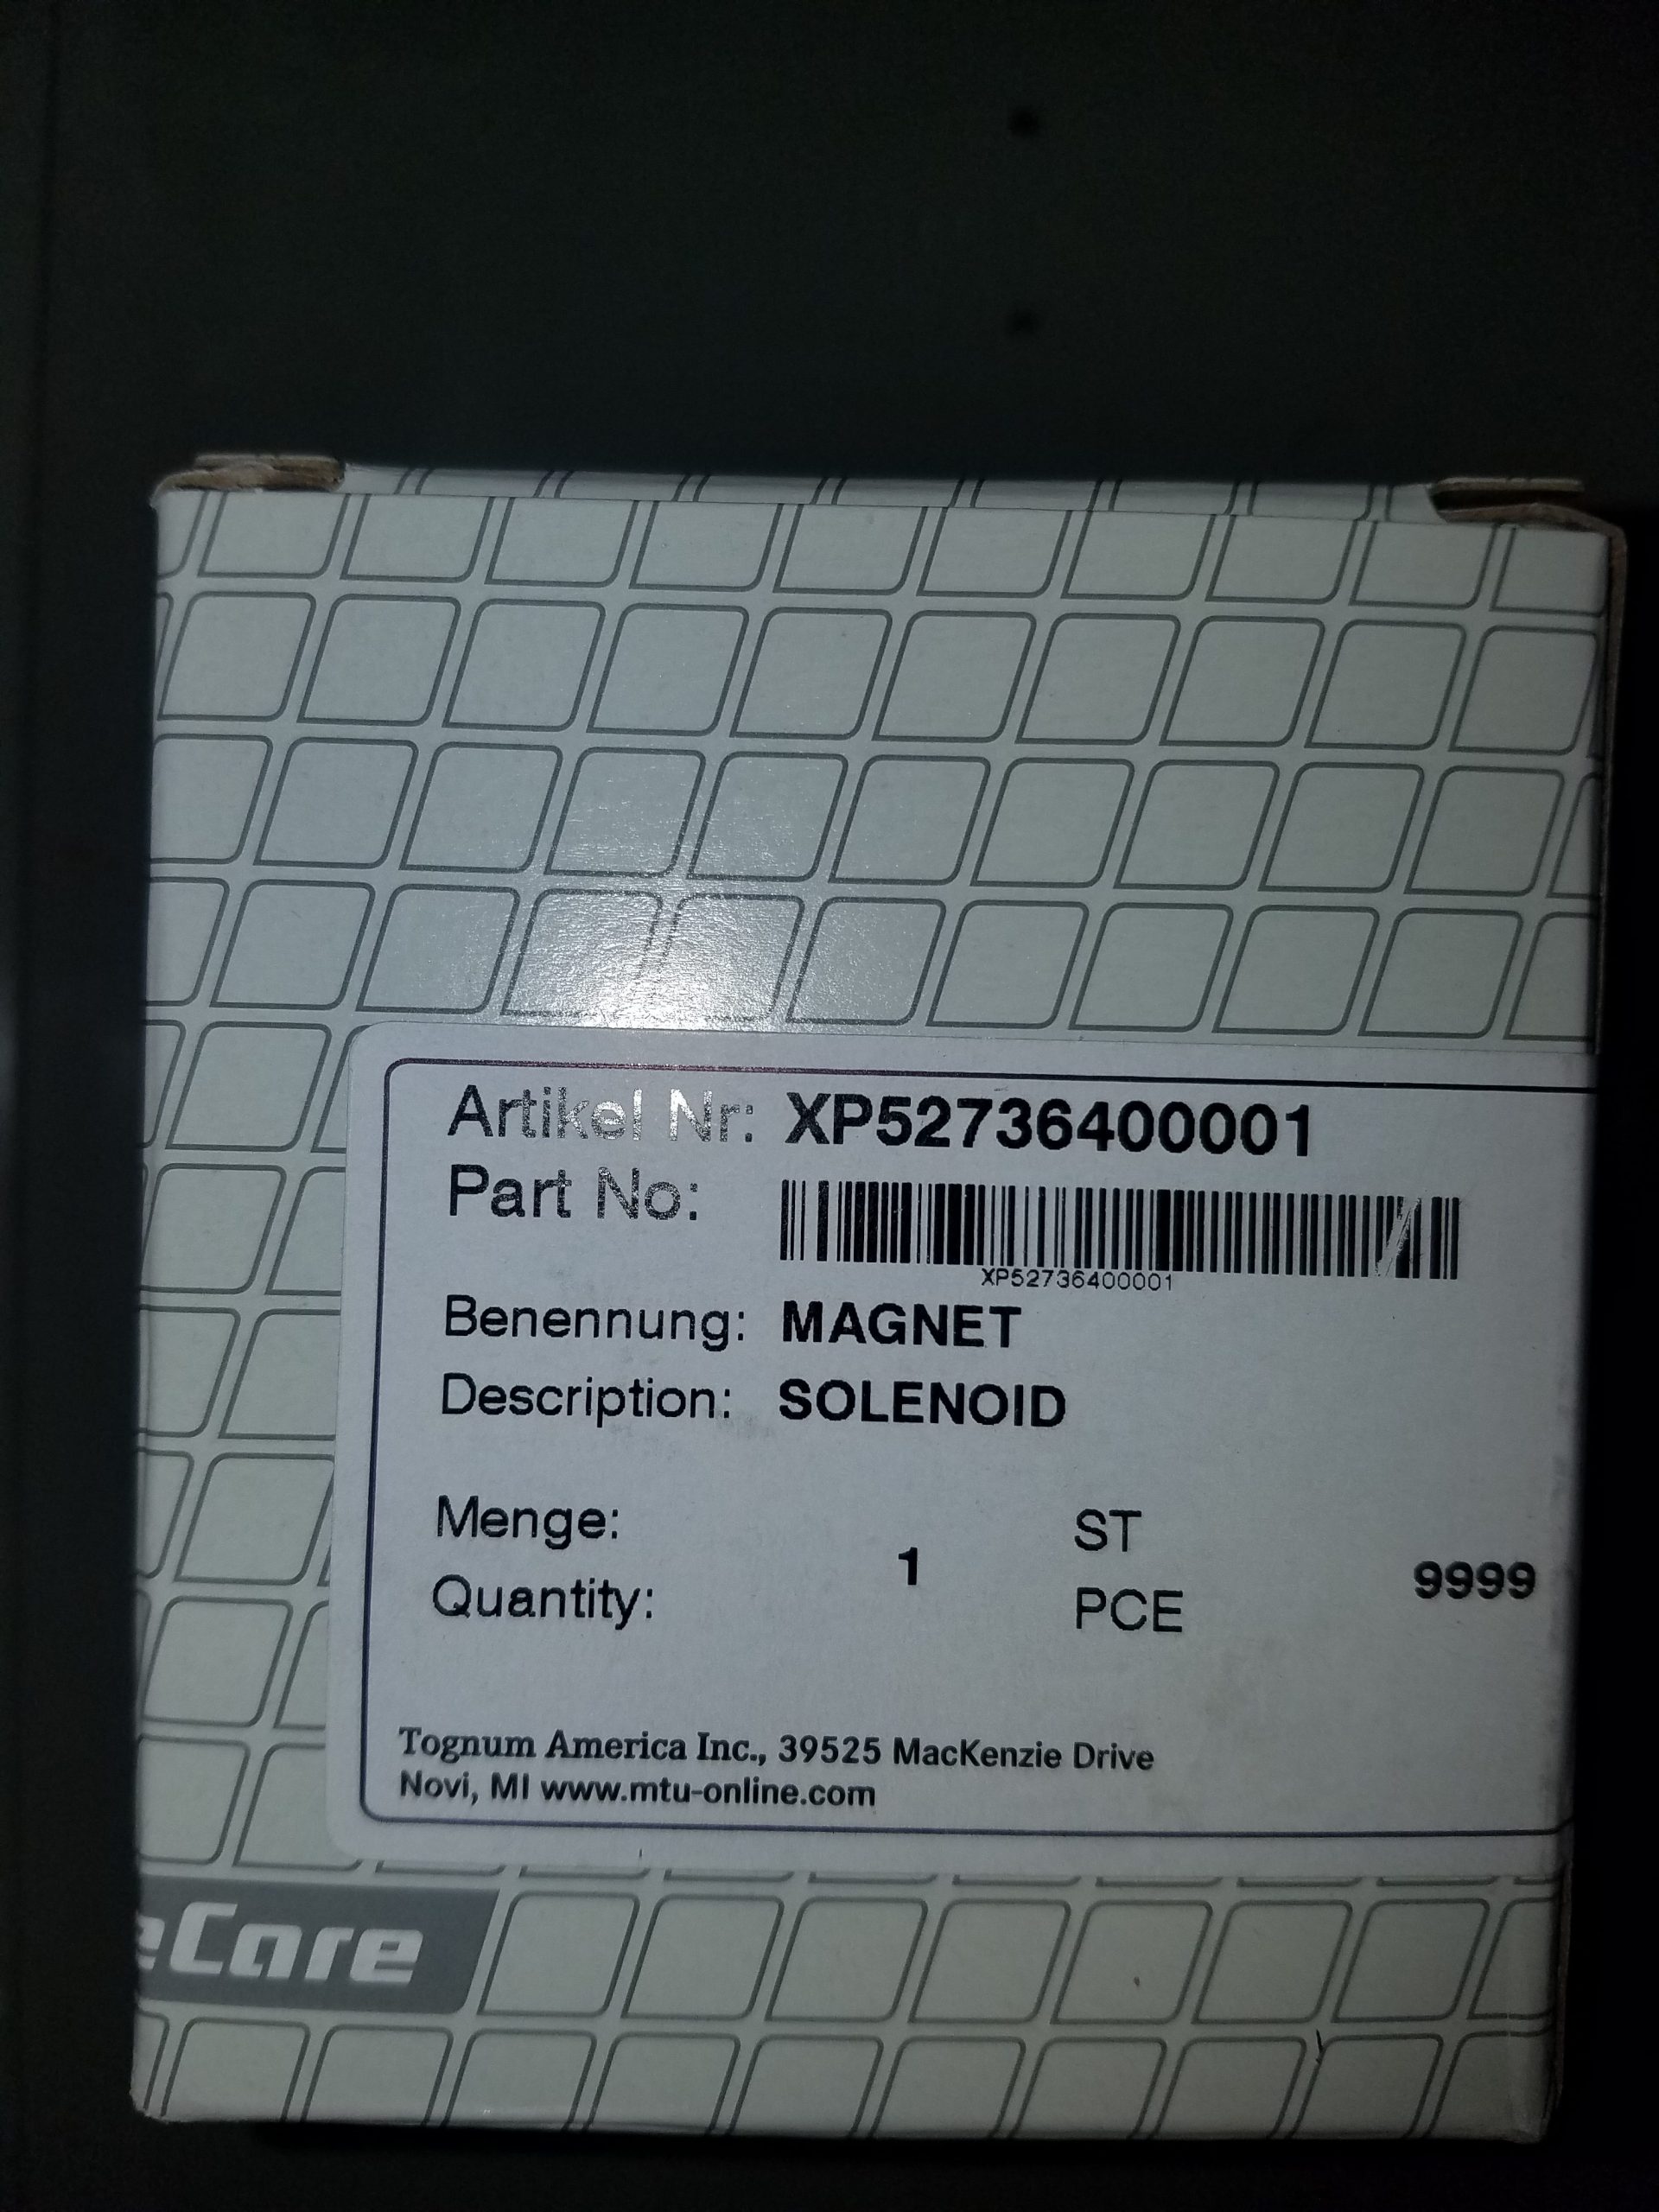 Artikel Nr: XP52736400001
Part No:
XP52736400001
Benennung: MAGNET
Description: SOLENOID
Menge: ST
1 9999
Quantity: PCE
Tognum America Inc., 39525 MacKenzie Drive
Novi, MI www.mtu-online.com
eCare